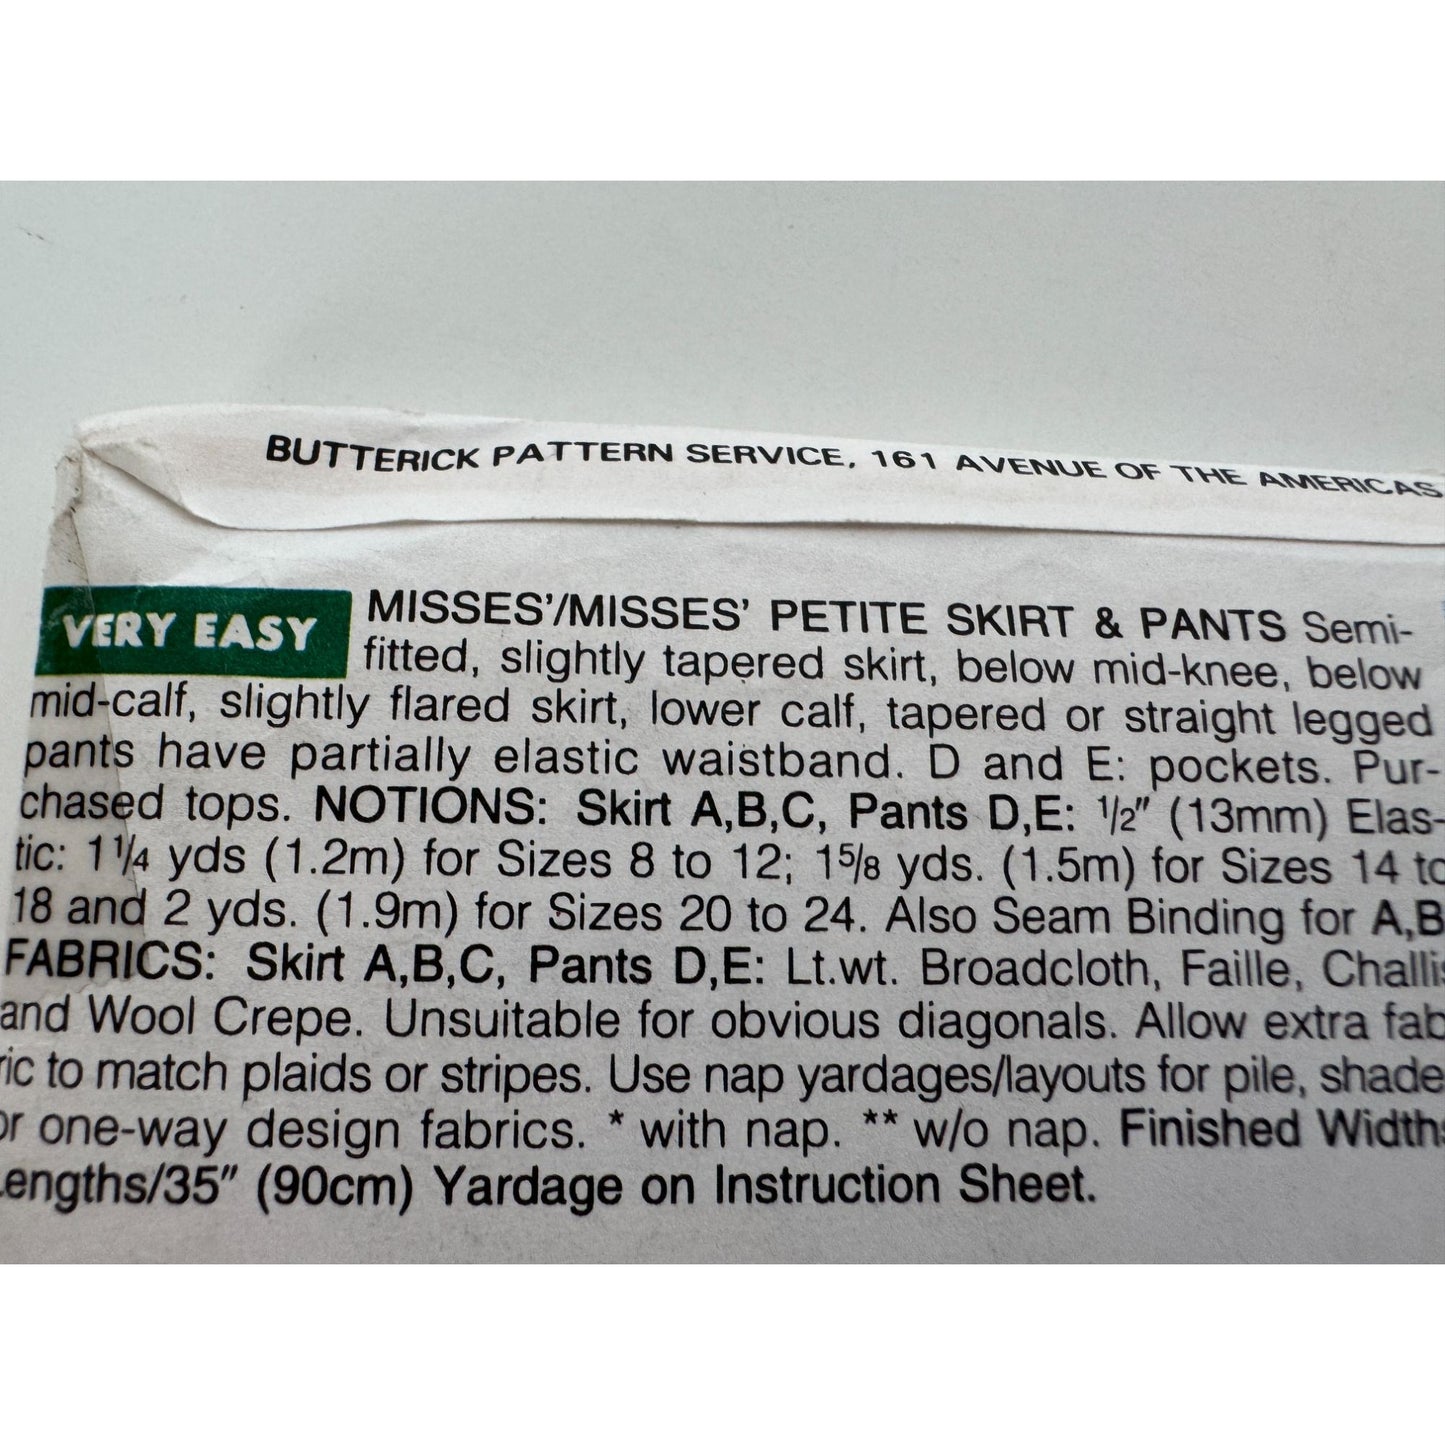 BUTTERICK PATTERN SERVICE, 161 AVENUE OF THE AMERICAS
VERY EASY MISSES'/MISSES' PETITE SKIRT & PANTS Semi-
fitted, slightly tapered skirt, below mid-knee, below
mid-calf, slightly flared skirt, lower calf, tapered or straight legged
pants have partially elastic waistband. D and E: pockets. Pur-
chased tops. NOTIONS: Skirt A,B,C, Pants D,E: 1/2" (13mm) Elas-
tic: 1 1/4 yds (1.2m) for Sizes 8 to 12; 1 5/8 yds. (1.5m) for Sizes 14 to
18 and 2 yds. (1.9m) for Sizes 20 to 24. Also Seam Binding for A,B
FABRICS: Skirt A,B,C, Pants D,E: Lt.wt. Broadcloth, Faille, Challis
and Wool Crepe. Unsuitable for obvious diagonals. Allow extra fab
ric to match plaids or stripes. Use nap yardages/layouts for pile, shade
or one-way design fabrics. * with nap. ** w/o nap. Finished Widths
Lengths/35" (90cm) Yardage on Instruction Sheet.